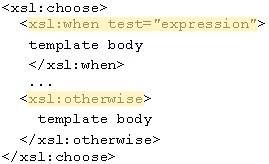 <xsl:choose>
<xsl:when test="expression">
template body
</xsl:when>
...
<xsl:otherwise>
template body
</xsl:otherwise>
</xsl:choose>